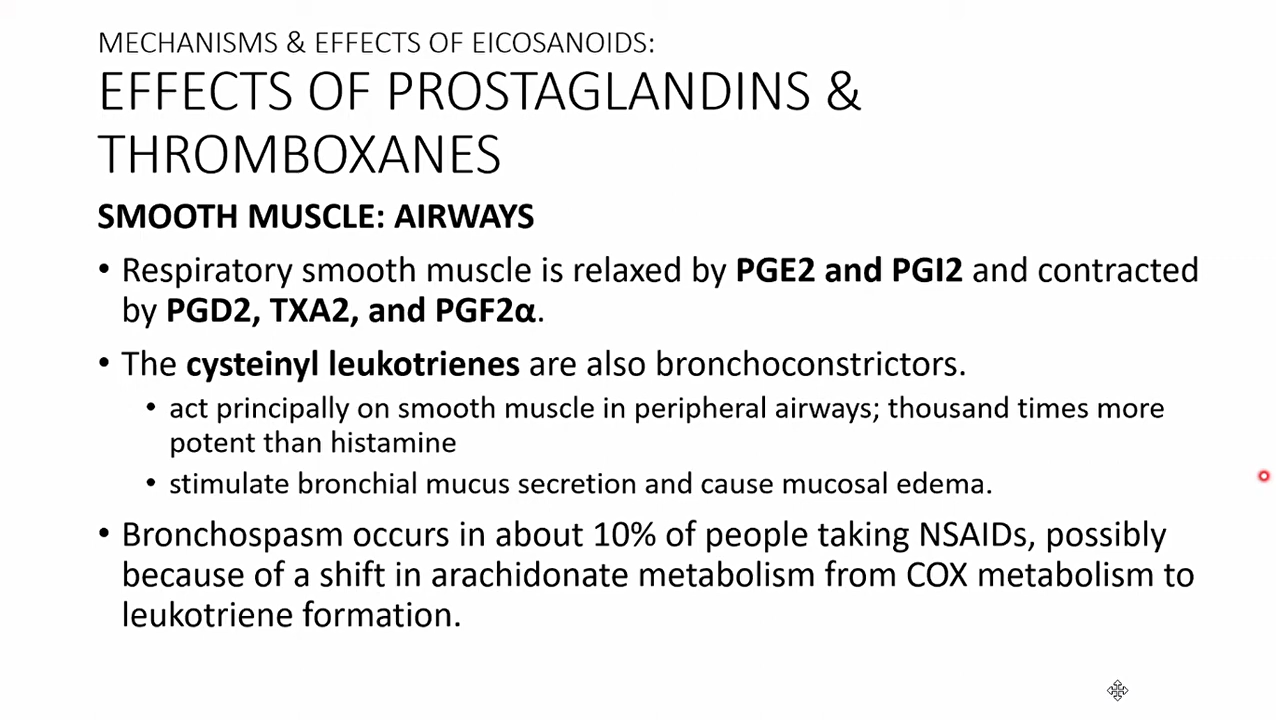 MECHANISMS & EFFECTS OF EICOSANOIDS:
EFFECTS OF PROSTAGLANDINS &
THROMBOXANES
SMOOTH MUSCLE: AIRWAYS
• Respiratory smooth muscle is relaxed by PGE2 and PGI2 and contracted
by PGD2, TXA2, and PGF2α.
• The cysteinyl leukotrienes are also bronchoconstrictors.
• act principally on smooth muscle in peripheral airways; thousand times more
potent than histamine
• stimulate bronchial mucus secretion and cause mucosal edema.
• Bronchospasm occurs in about 10% of people taking NSAIDs, possibly
because of a shift in arachidonate metabolism from COX metabolism to
leukotriene formation.